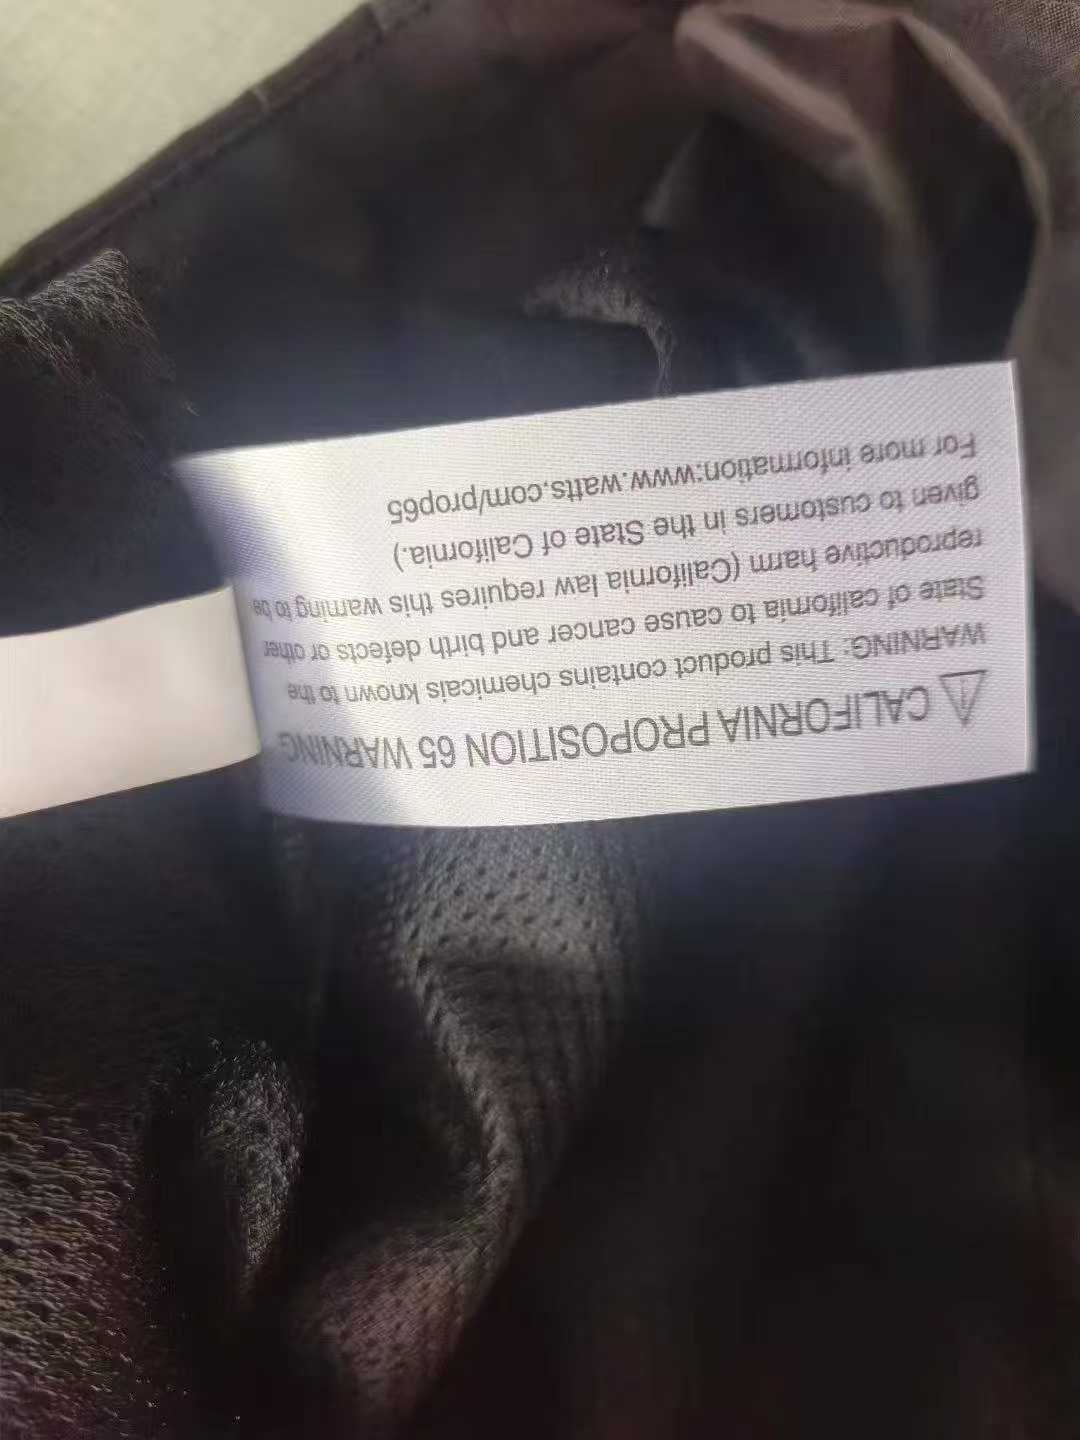 ⚠ CALIFORNIA PROPOSITION 65 WARNING
WARNING: This product contains chemicais known to the
State of california to cause cancer and birth defects or other
reproductive harm (California law requires this warning to be
given to customers in the State of California.)
For more information:www.watts.com/prop65